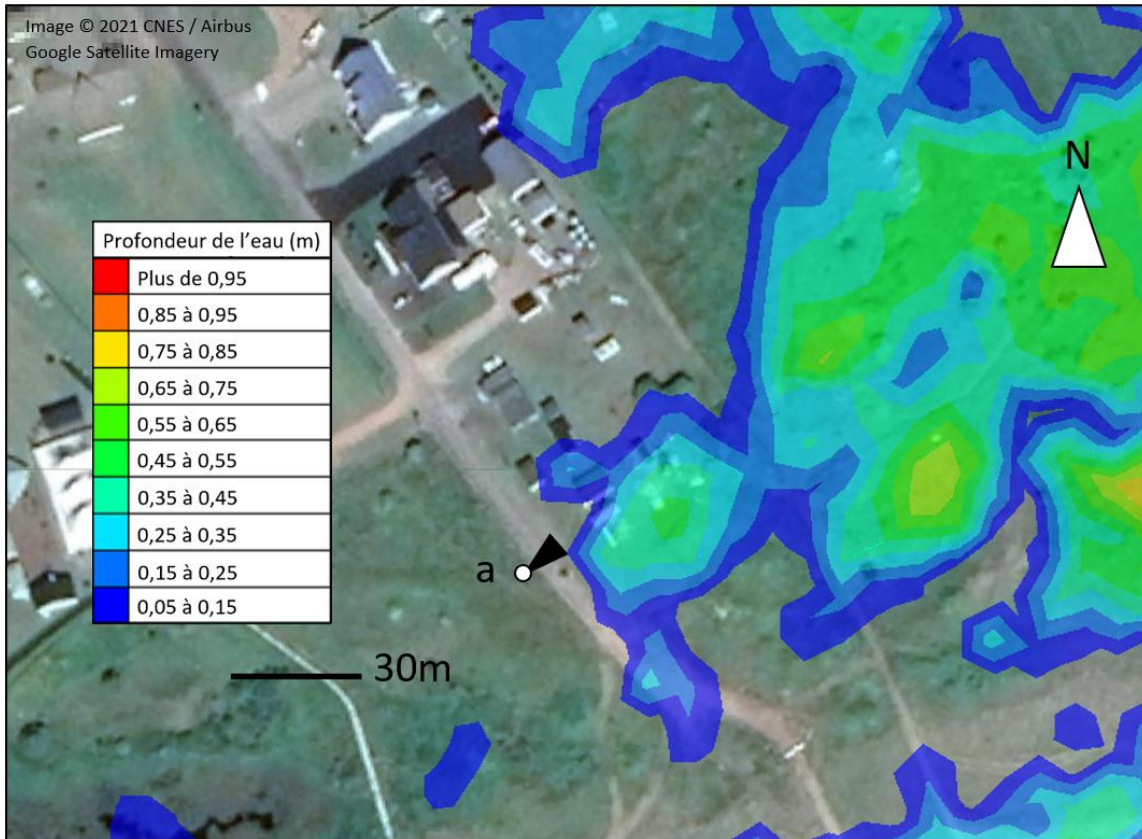 Image © 2021 CNES / Airbus
Google Satellite Imagery
N
Profondeur de l’eau (m)
Plus de 0,95
0,85 à 0,95
0,75 à 0,85
0,65 à 0,75
0,55 à 0,65
0,45 à 0,55
0,35 à 0,45
0,25 à 0,35
0,15 à 0,25
0,05 à 0,15
a
30m